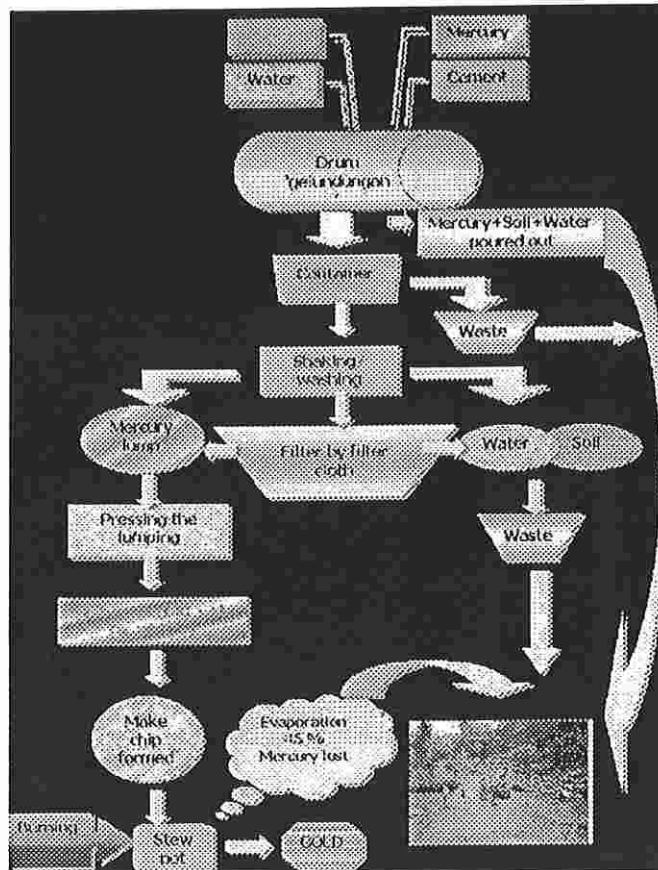 Mercury
Water
Cement
Drum
'gelundungan
'
Mercury+Soil+Water
poured out
Container
Waste
Shaking
washing
Mercury
lump
Filter by filter
cloth
Water
Soil
Pressing the
lumping
Waste
Make
chip
formed
Evaporation
Mercury lost
Burning
Stew
pot
GOLD